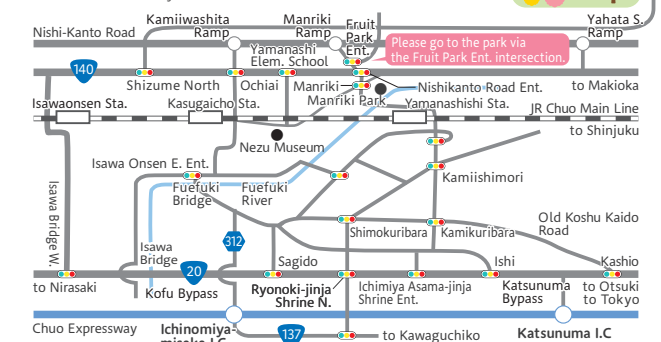 Kamiiwashita
Ramp
Manriki
Ramp
Fruit
Park
Ent.
Yahata S.
Ramp
Nishi-Kanto Road
Yamanashi
Elem. School
Please go to the park via
the Fruit Park Ent. intersection.
140
Shizume North
Ochiai
Manriki
Nishikanto Road Ent.
to Makioka
Manriki Park
Isawaonsen Sta.
Kasugaicho Sta.
Yamanashishi Sta.
JR Chuo Main Line
to Shinjuku
Nezu Museum
Isawa Onsen E. Ent.
Kamiishimori
Fuefuki
Bridge
Fuefuki
River
Isawa Bridge W.
Shimokuribara
Kamikuribara
Old Koshu Kaido
Road
312
Isawa
Bridge
20
Sagido
Ishi
Kashio
to Nirasaki
Kofu Bypass
Ryonoki-jinja
Shrine N.
Ichimiya Asama-jinja
Shrine Ent.
Katsunuma
Bypass
to Otsuki
to Tokyo
Chuo Expressway
Ichinomiya-
137
to Kawaguchiko
Katsunuma I.C